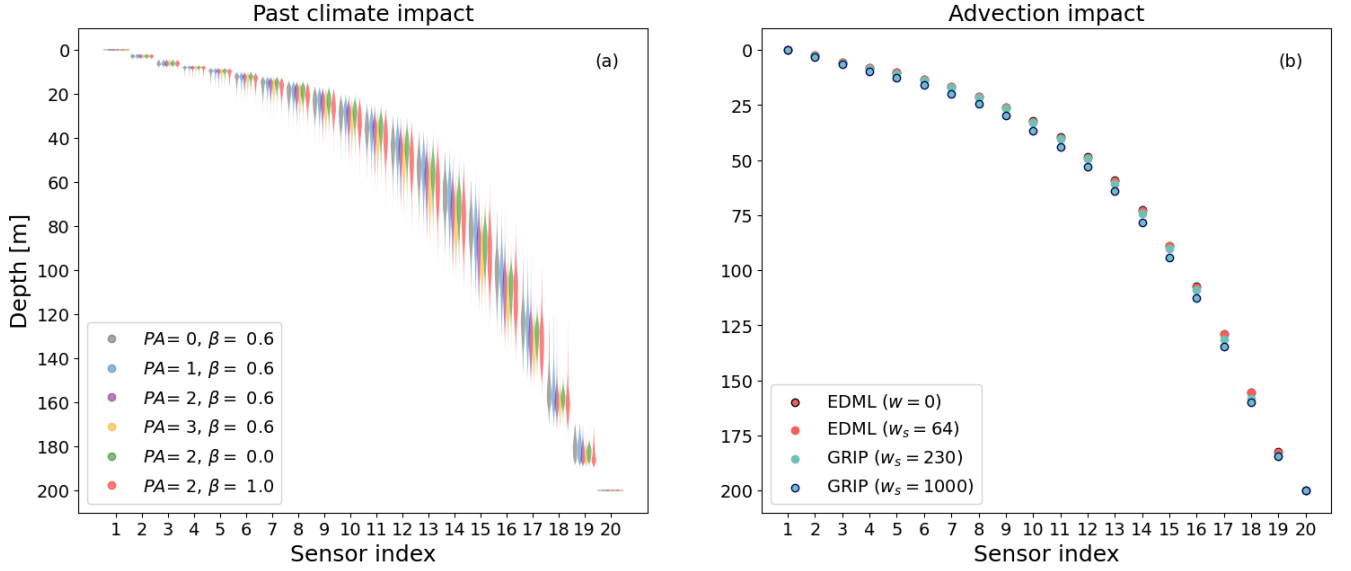 Past climate impact
(a)
0
20
40
60
80
100
120
140
160
180
200
Depth [m]
PA= 0, β = 0.6
PA= 1, β = 0.6
PA= 2, β = 0.6
PA= 3, β = 0.6
PA= 2, β = 0.0
PA= 2, β = 1.0
1 2 3 4 5 6 7 8 9 10 11 12 13 14 15 16 17 18 19 20
Sensor index
Advection impact
(b)
0
25
50
75
100
125
150
175
200
EDML (w = 0)
EDML (wₛ = 64)
GRIP (wₛ = 230)
GRIP (wₛ = 1000)
1 2 3 4 5 6 7 8 9 10 11 12 13 14 15 16 17 18 19 20
Sensor index